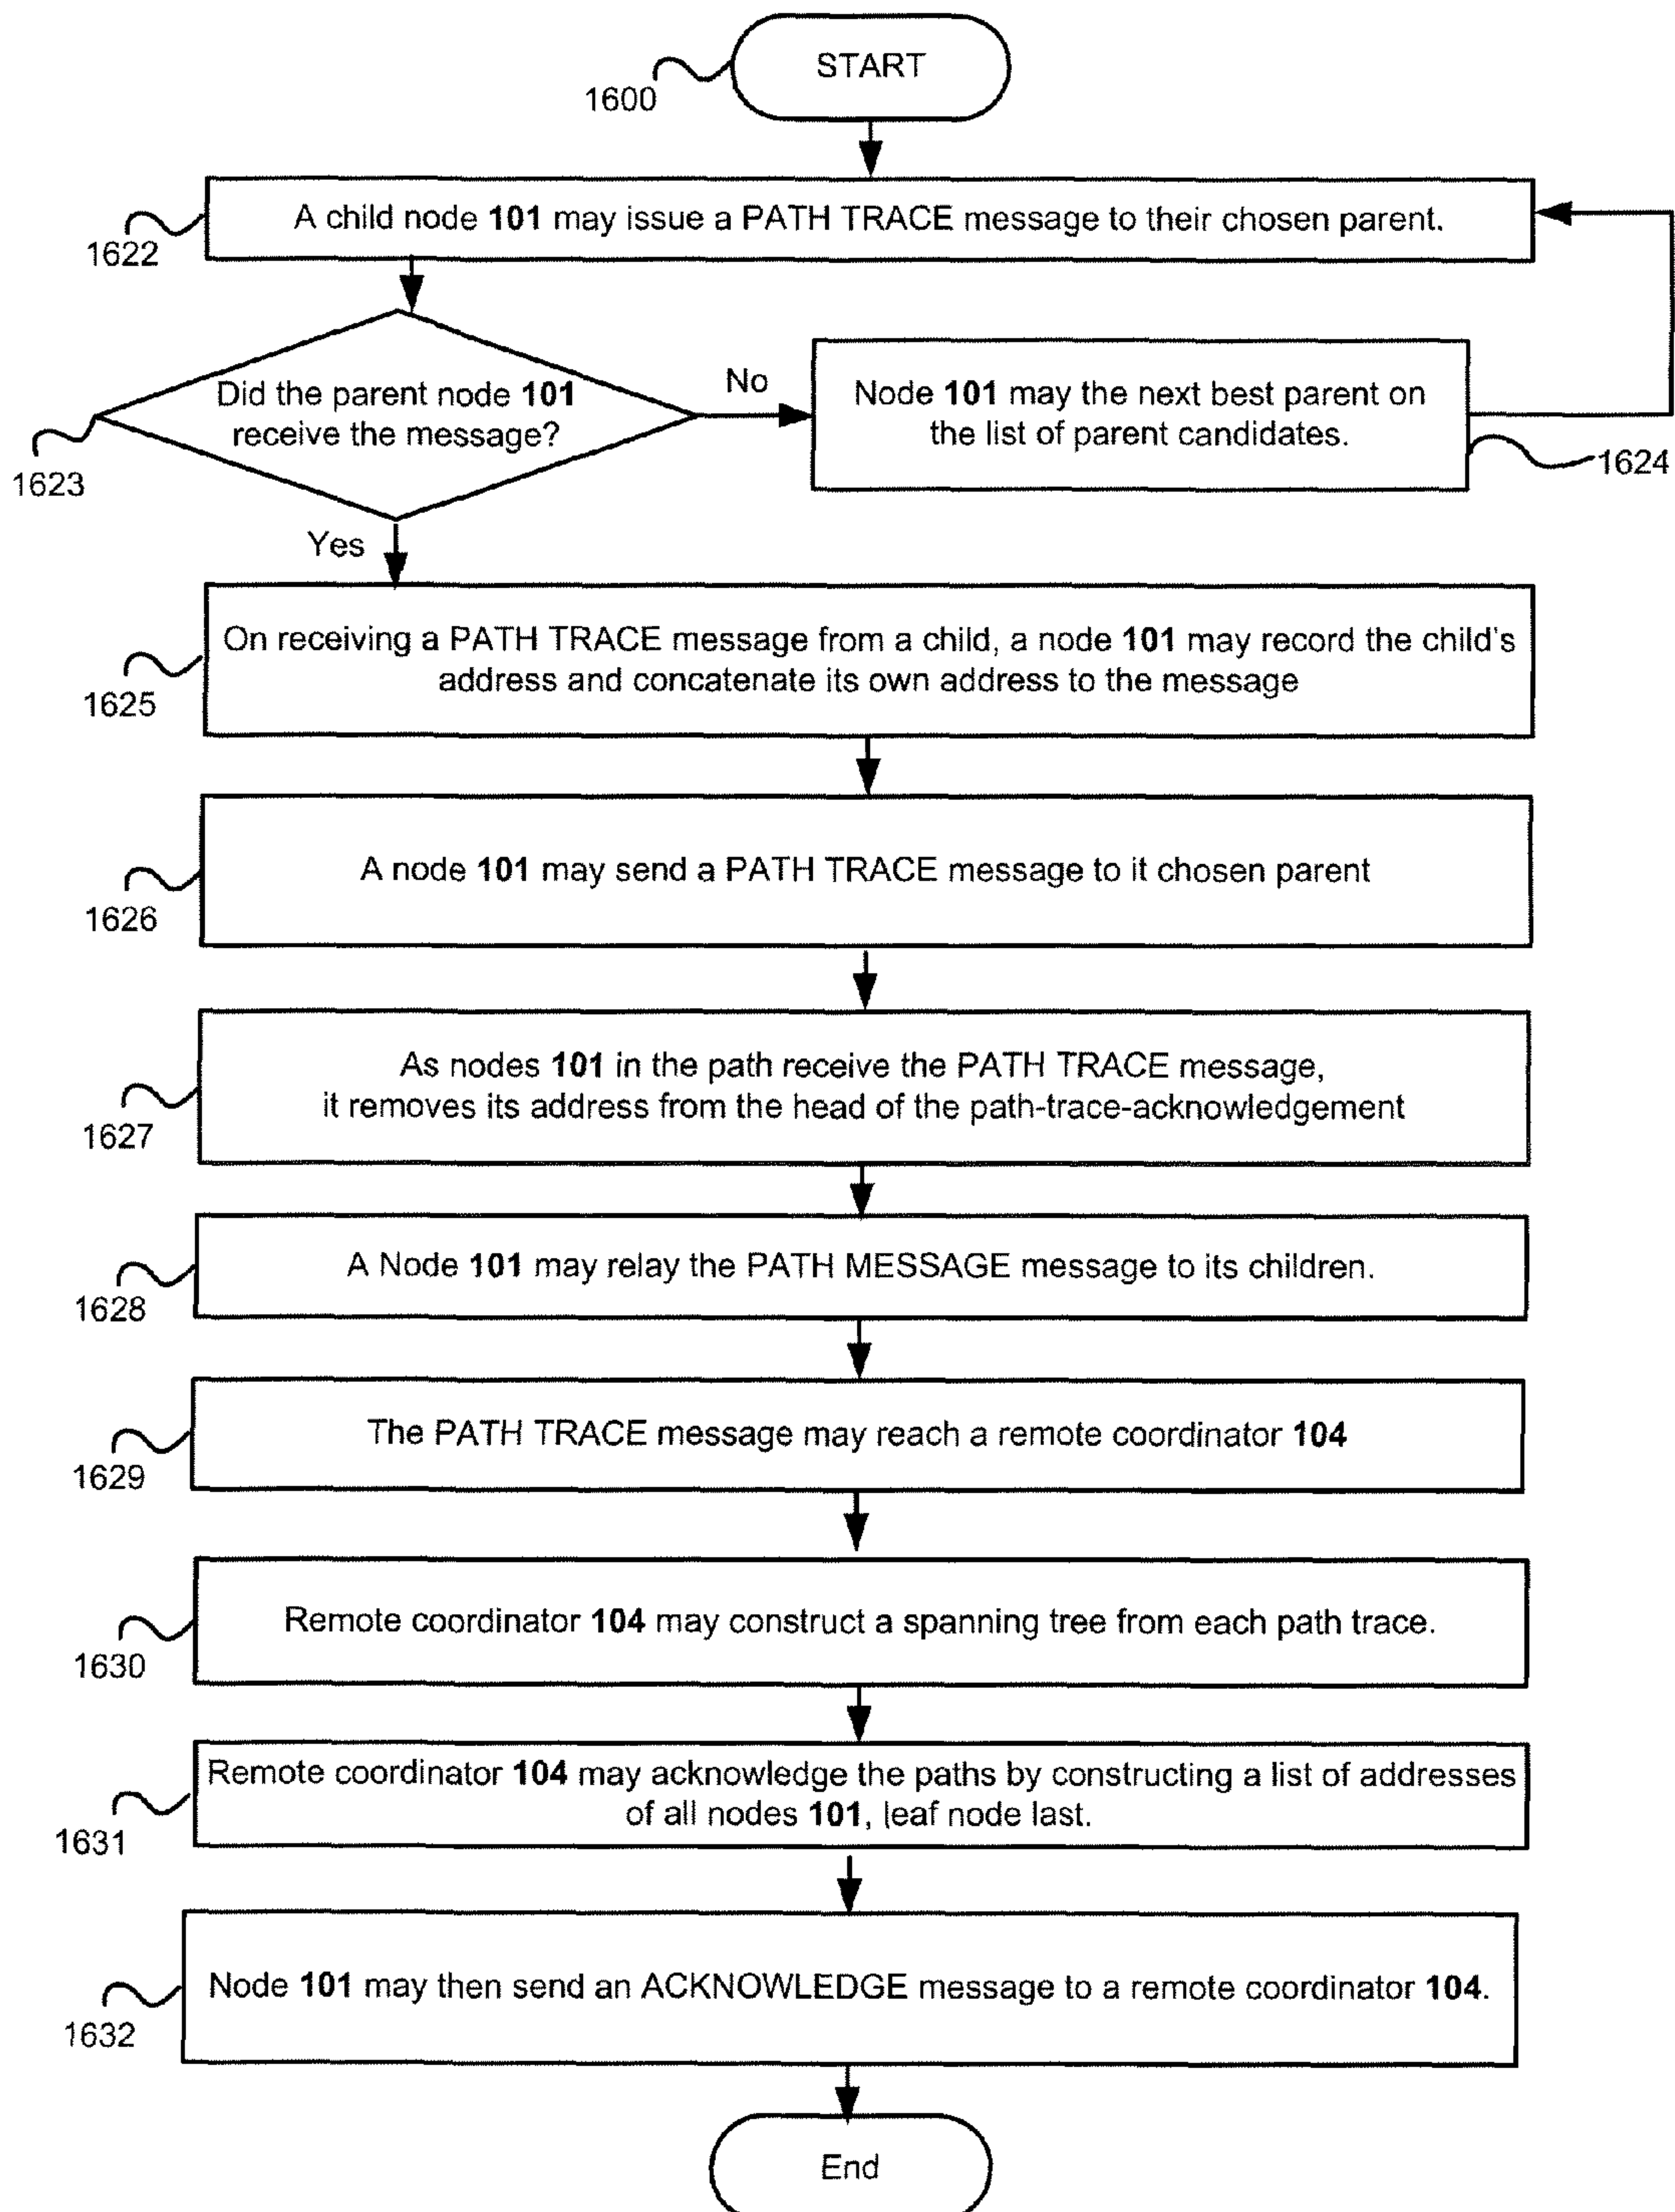 START
1600
A child node 101 may issue a PATH TRACE message to their chosen parent.
1622
Did the parent node 101
receive the message?
1623
No
Node 101 may the next best parent on
the list of parent candidates.
1624
Yes
On receiving a PATH TRACE message from a child, a node 101 may record the child's
address and concatenate its own address to the message
1625
A node 101 may send a PATH TRACE message to it chosen parent
1626
As nodes 101 in the path receive the PATH TRACE message,
it removes its address from the head of the path-trace-acknowledgement
1627
A Node 101 may relay the PATH MESSAGE message to its children.
1628
The PATH TRACE message may reach a remote coordinator 104
1629
Remote coordinator 104 may construct a spanning tree from each path trace.
1630
Remote coordinator 104 may acknowledge the paths by constructing a list of addresses
of all nodes 101, leaf node last.
1631
Node 101 may then send an ACKNOWLEDGE message to a remote coordinator 104.
1632
End